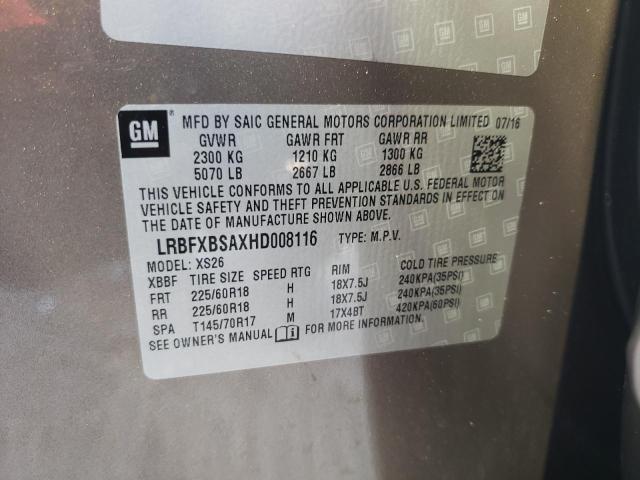 GM
MFD BY SAIC GENERAL MOTORS CORPORATION LIMITED 07/16
GVWR GAWR FRT GAWR RR
2300 KG 1210 KG 1300 KG
5070 LB 2667 LB 2866 LB
THIS VEHICLE CONFORMS TO ALL APPLICABLE U.S. FEDERAL MOTOR
VEHICLE SAFETY AND THEFT PREVENTION STANDARDS IN EFFECT ON
THE DATE OF MANUFACTURE SHOWN ABOVE.
LRBFXBSAXHD008116 TYPE: M.P.V.
MODEL: XS26
XBBF TIRE SIZE SPEED RTG RIM COLD TIRE PRESSURE
FRT 225/60R18 H 18X7.5J 240KPA(35PSI)
RR 225/60R18 H 18X7.5J 240KPA(35PSI)
SPA T145/70R17 M 17X4BT 420KPA(60PSI)
SEE OWNER'S MANUAL FOR MORE INFORMATION.